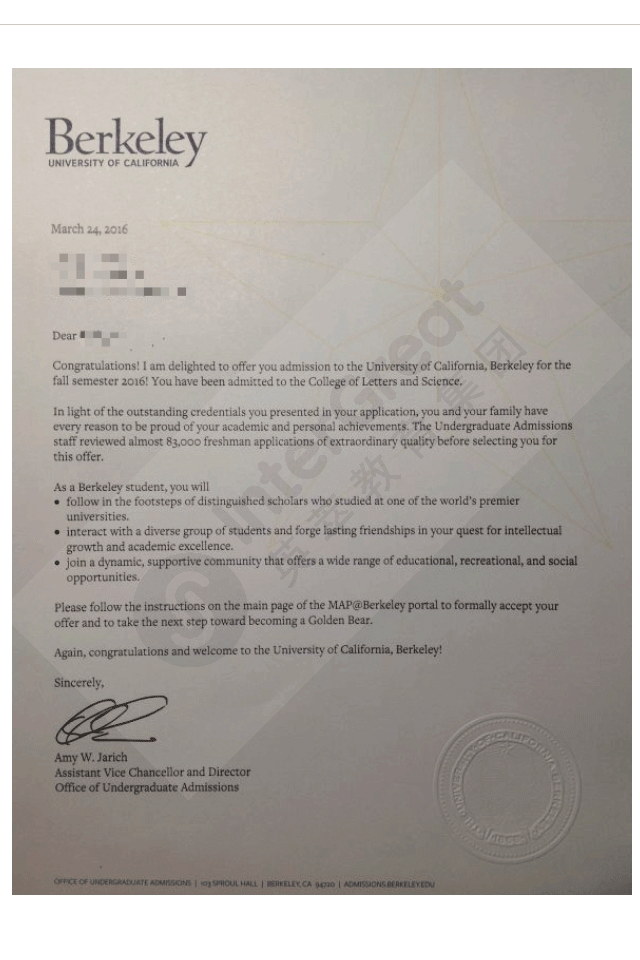 Berkeley
UNIVERSITY OF CALIFORNIA
March 24, 2016
Dear
Congratulations! I am delighted to offer you admission to the University of California, Berkeley for the
fall semester 2016! You have been admitted to the College of Letters and Science.
In light of the outstanding credentials you presented in your application, you and your family have
every reason to be proud of your academic and personal achievements. The Undergraduate Admissions
staff reviewed almost 83,000 freshman applications of extraordinary quality before selecting you for
this offer.
As a Berkeley student, you will
• follow in the footsteps of distinguished scholars who studied at one of the world's premier
universities.
• interact with a diverse group of students and forge lasting friendships in your quest for intellectual
growth and academic excellence.
• join a dynamic, supportive community that offers a wide range of educational, recreational, and social
opportunities.
Please follow the instructions on the main page of the MAP@Berkeley portal to formally accept your
offer and to take the next step toward becoming a Golden Bear.
Again, congratulations and welcome to the University of California, Berkeley!
Sincerely,
Amy W. Jarich
Assistant Vice Chancellor and Director
Office of Undergraduate Admissions
OFFICE OF UNDERGRADUATE ADMISSIONS | 103 SPROUL HALL | BERKELEY, CA 94720 | ADMISSIONS.BERKELEY.EDU
InterGreat